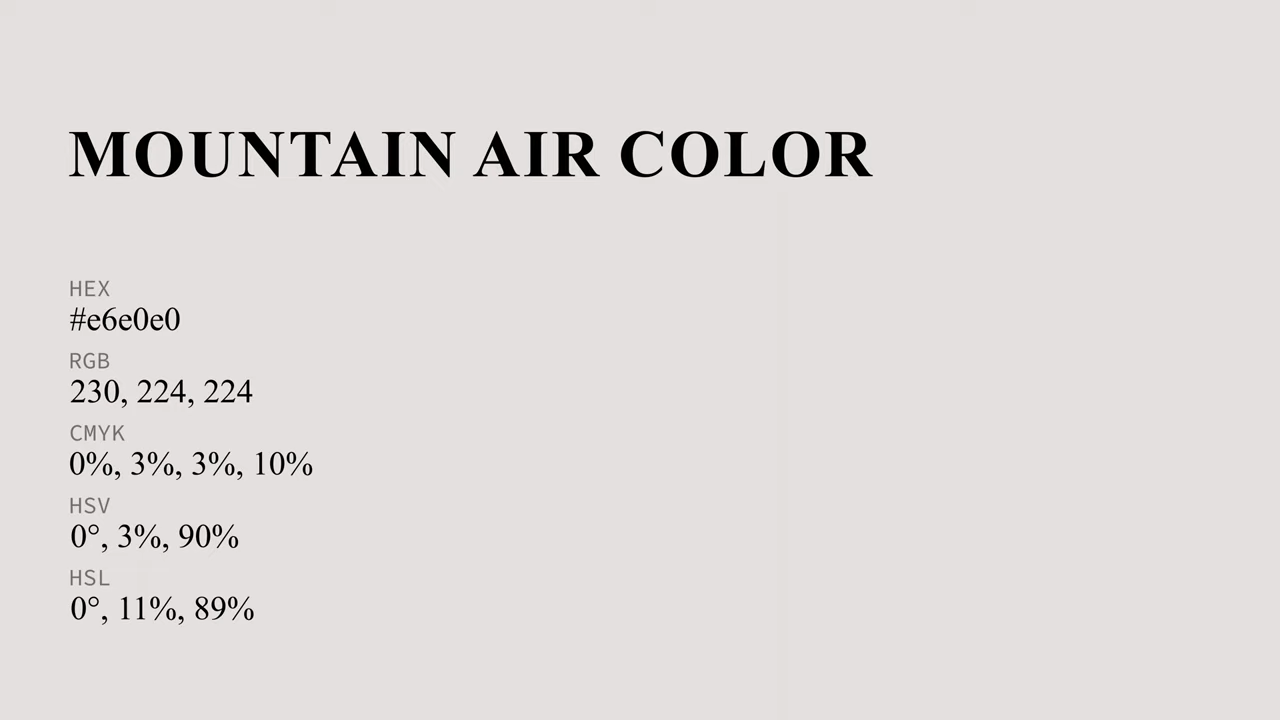 MOUNTAIN AIR COLOR
HEX
#e6e0e0
RGB
230, 224, 224
CMYK
0%, 3%, 3%, 10%
HSV
0°, 3%, 90%
HSL
0°, 11%, 89%